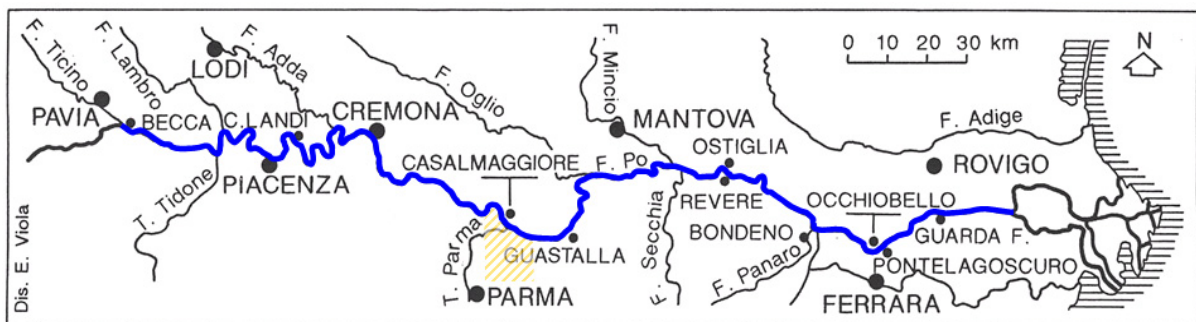 F. Ticino
F. Lambro
LODI
F. Adda
PAVIA
BECCA
C.LANDI
CREMONA
PiACENZA
T. Tidone
F. Oglio
CASALMAGGIORE
F. Mincio
MANTOVA
F. Po
OSTIGLIA
REVERE
T. Parma
GUASTALLA
PARMA
F. Secchia
BONDENO
F. Panaro
OCCHIOBELLO
F. Adige
ROVIGO
GUARDA F.
PONTELAGOSCURO
FERRARA
0 10 20 30 km
N
Dis. E. Viola